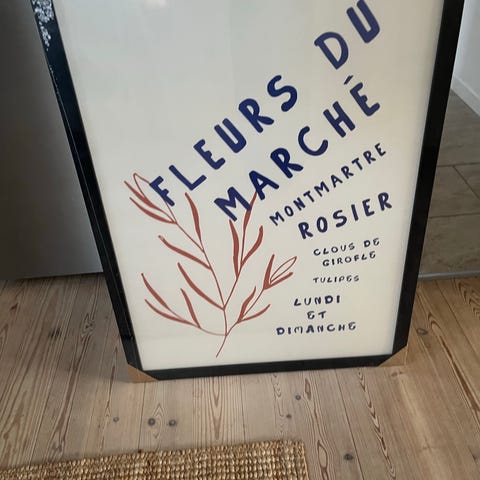 FLEURS DU
MARCHÉ
MONTMARTRE
ROSIER
CLOUS DE
GIROFLE
TULIPES
LUNDI
ET
DIMANCHE